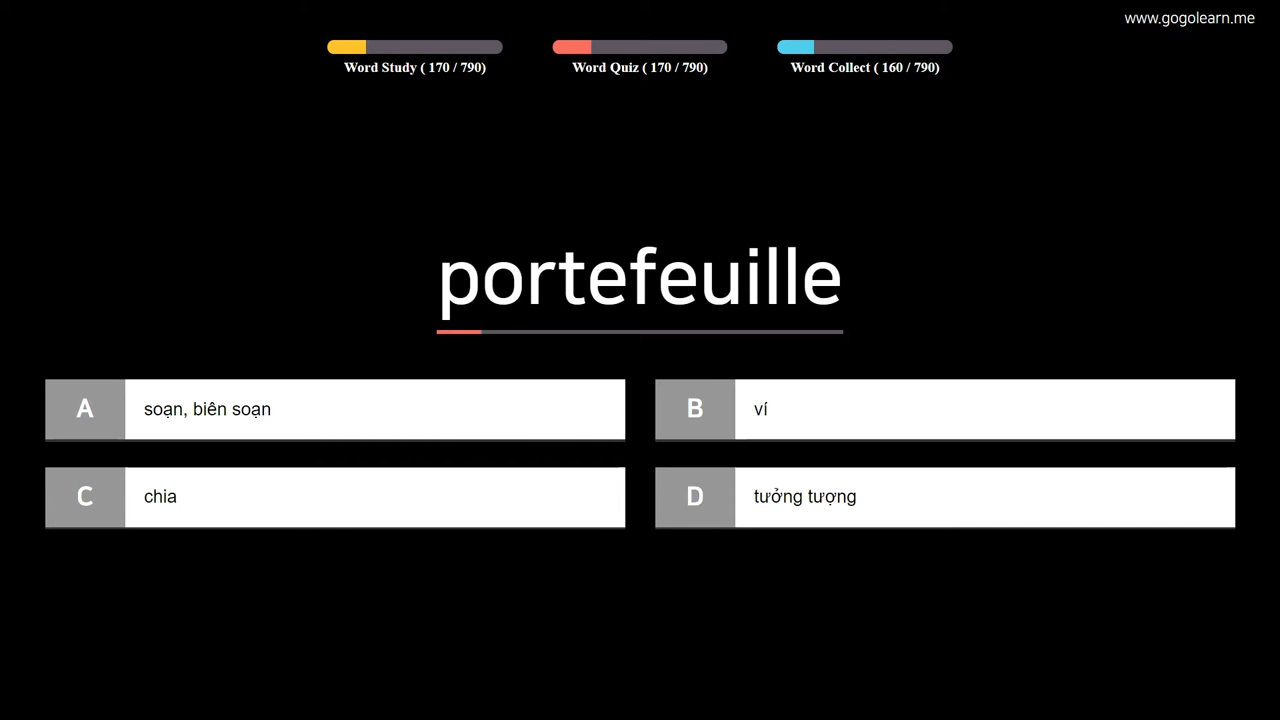 www.gogolearn.me
Word Study ( 170 / 790)
Word Quiz ( 170 / 790)
Word Collect ( 160 / 790)
portefeuille
A soạn, biên soạn
B ví
C chia
D tưởng tượng